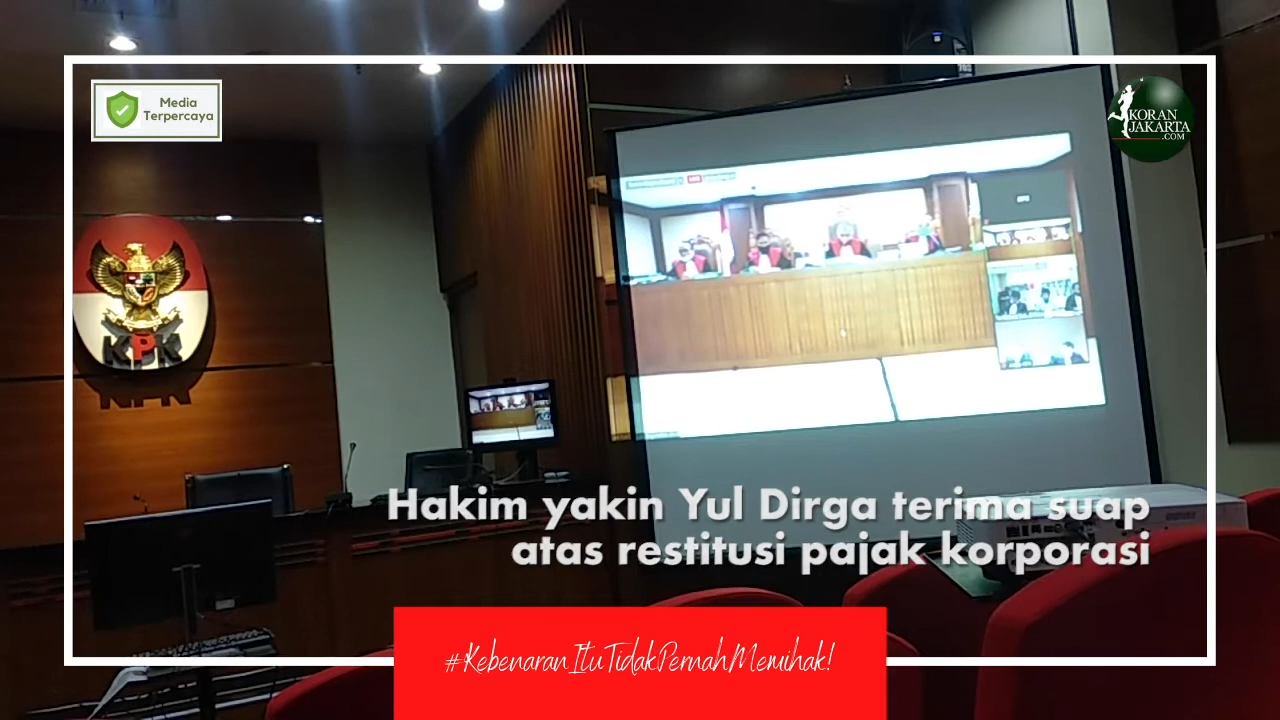 Media
Terpercaya
KORAN
JAKARTA
.COM
KPK
Hakim yakin Yul Dirga terima suap
atas restitusi pajak korporasi
#KebenaranItuTidakPernahMemihak!